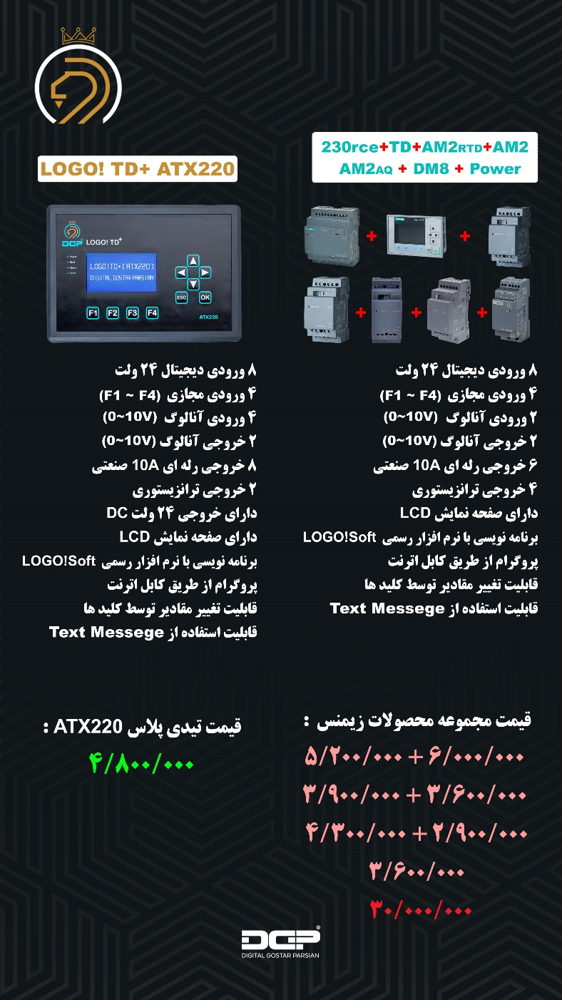 230rce+TD+AM2RTD+AM2
AM2AQ + DM8 + Power
۸ ورودی دیجیتال ۲۴ ولت
۴ ورودی مجازی (F1 ~ F4)
۲ ورودی آنالوگ (0~10V)
۲ خروجی آنالوگ (0~10V)
۶ خروجی رله ای 10A صنعتی
۴ خروجی ترانزیستوری
دارای صفحه نمایش LCD
برنامه نویسی با نرم افزار رسمی LOGO!Soft
پروگرام از طریق کابل اترنت
قابلیت تغییر مقادیر توسط کلید ها
قابلیت استفاده از Text Messege
قیمت مجموعه محصولات زیمنس :
۵/۲۰۰/۰۰۰ + ۶/۰۰۰/۰۰۰
۳/۹۰۰/۰۰۰ + ۳/۶۰۰/۰۰۰
۴/۳۰۰/۰۰۰ + ۲/۹۰۰/۰۰۰
۳/۶۰۰/۰۰۰
۳۰/۰۰۰/۰۰۰
LOGO! TD+ ATX220
DGP LOGO! TD+
Power
RUN
Alarm
Error
LOGO!TD+(ATX220)
DIGITAL GOSTAR PARSIAN
ESC
OK
F1 F2 F3 F4
ATX220
۸ ورودی دیجیتال ۲۴ ولت
۴ ورودی مجازی (F1 ~ F4)
۴ ورودی آنالوگ (0~10V)
۲ خروجی آنالوگ (0~10V)
۸ خروجی رله ای 10A صنعتی
۲ خروجی ترانزیستوری
دارای خروجی ۲۴ ولت DC
دارای صفحه نمایش LCD
برنامه نویسی با نرم افزار رسمی LOGO!Soft
پروگرام از طریق کابل اترنت
قابلیت تغییر مقادیر توسط کلید ها
قابلیت استفاده از Text Messege
قیمت تیدی پلاس ATX220 :
۴/۸۰۰/۰۰۰
DGP®
DIGITAL GOSTAR PARSIAN